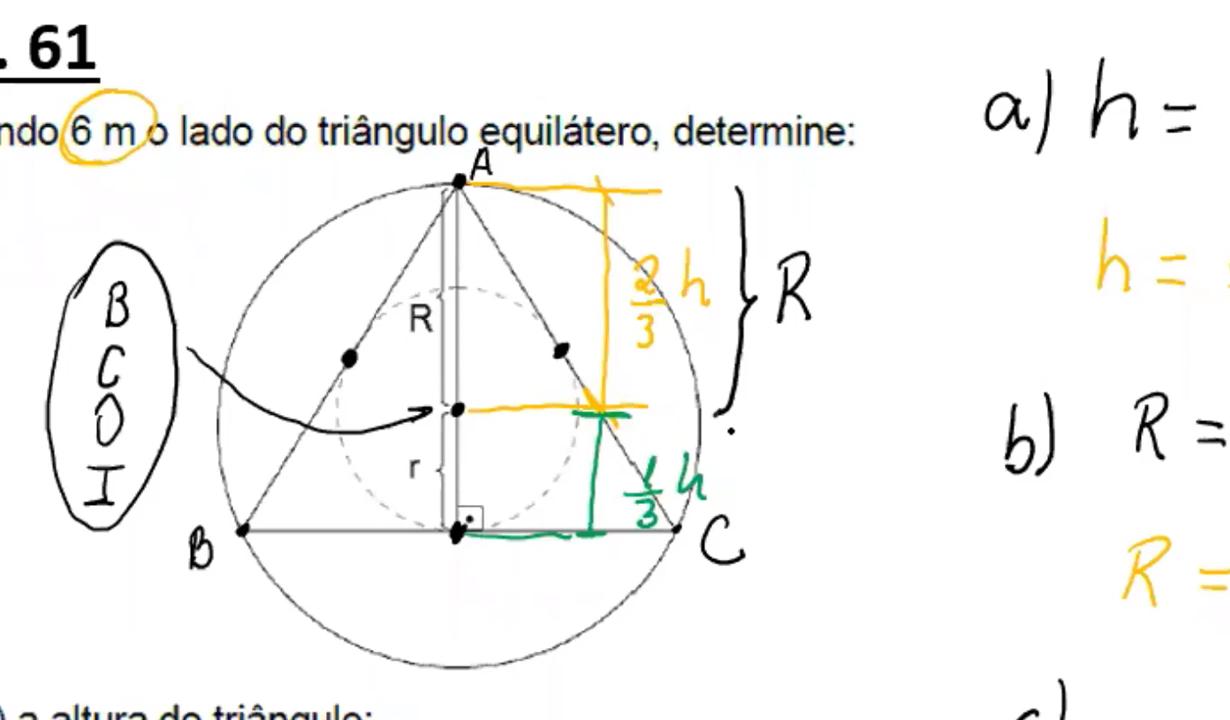 . 61
ndo 6 m o lado do triângulo equilátero, determine:
a) h =
A
B
C
O
I
R
r
2/3 h
1/3 h
R
h =
b) R =
B
C
R =
) a altura do triângulo;
c)